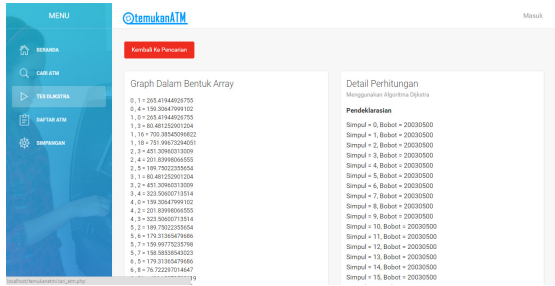 MENU
@temukanATM
Masuk
BERANDA
CARI ATM
TES DIJKSTRA
DAFTAR ATM
SIMPANGAN
Kembali Ke Pencarian
Graph Dalam Bentuk Array
0 , 1 = 265.41944926755
0 , 4 = 159.30647999102
1 , 0 = 265.41944926755
1 , 3 = 80.481252901204
1 , 16 = 700.38545096822
1 , 18 = 751.99673294051
2 , 3 = 451.30960313009
2 , 4 = 201.83998066555
2 , 5 = 189.75022355654
3 , 1 = 80.481252901204
3 , 2 = 451.30960313009
3 , 4 = 323.50600713514
4 , 0 = 159.30647999102
4 , 2 = 201.83998066555
4 , 3 = 323.50600713514
5 , 2 = 189.75022355654
5 , 6 = 179.31365479686
5 , 7 = 159.99775235798
5 , 7 = 158.58538543023
6 , 5 = 179.31365479686
6 , 8 = 76.722297014647
Detail Perhitungan
Menggunakan Algoritma Dijkstra
Pendeklarasian
Simpul = 0, Bobot = 20030500
Simpul = 1, Bobot = 20030500
Simpul = 2, Bobot = 20030500
Simpul = 3, Bobot = 20030500
Simpul = 4, Bobot = 20030500
Simpul = 5, Bobot = 20030500
Simpul = 6, Bobot = 20030500
Simpul = 7, Bobot = 20030500
Simpul = 8, Bobot = 20030500
Simpul = 9, Bobot = 20030500
Simpul = 10, Bobot = 20030500
Simpul = 11, Bobot = 20030500
Simpul = 12, Bobot = 20030500
Simpul = 13, Bobot = 20030500
Simpul = 14, Bobot = 20030500
Simpul = 15, Bobot = 20030500
localhost/temukanatm/cari_atm.php